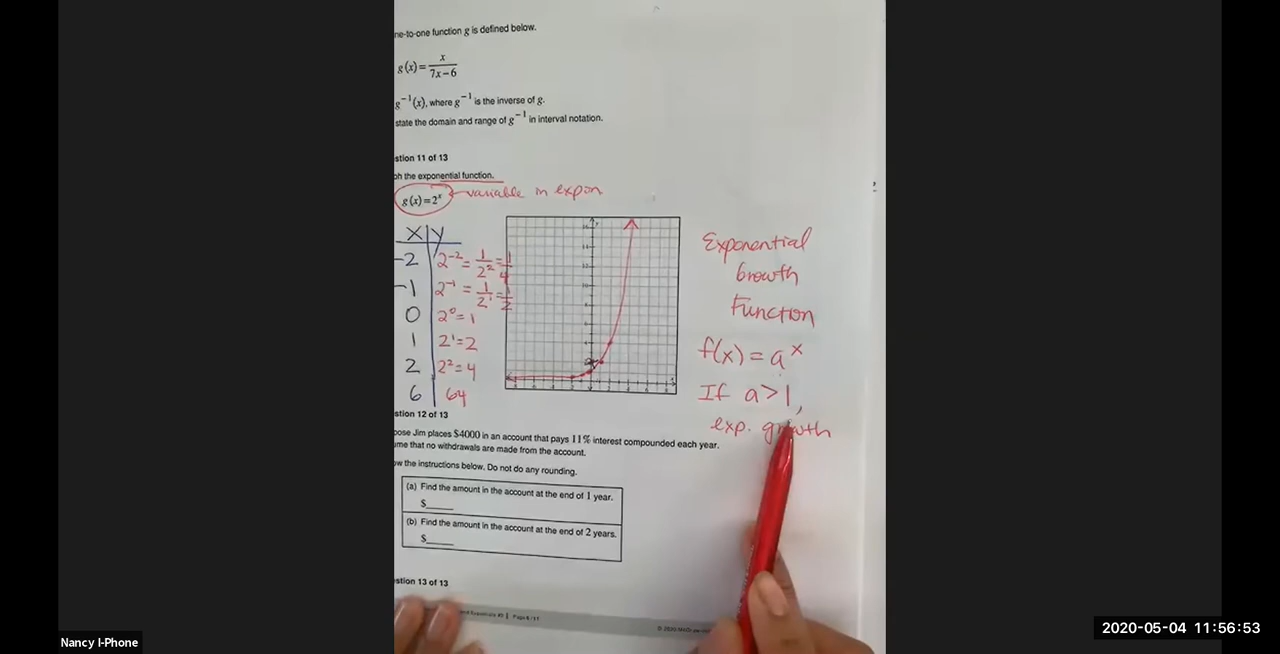 ne-to-one function g is defined below.
g(x)= x/7x−6
g⁻¹(x), where g⁻¹ is the inverse of g.
state the domain and range of g⁻¹ in interval notation.
stion 11 of 13
ph the exponential function.
g(x)=2ˣ variable in expon
X Y
-2 2⁻² = 1/2² = 1/4
-1 2⁻¹ = 1/2¹ = 1/2
0 2⁰=1
1 2¹=2
2 2²=4
6 64
Exponential
Growth
Function
f(x) = aˣ
If a>1,
exp. growth
stion 12 of 13
pose Jim places $4000 in an account that pays 11% interest compounded each year.
ume that no withdrawals are made from the account.
ow the instructions below. Do not do any rounding.
(a) Find the amount in the account at the end of 1 year.
$____
(b) Find the amount in the account at the end of 2 years.
$____
stion 13 of 13
Nancy I-Phone
2020-05-04 11:56:53